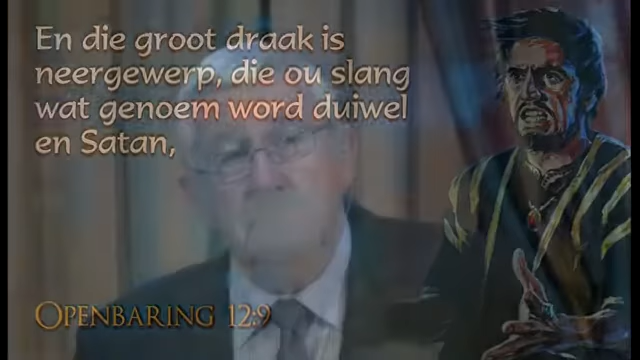 En die groot draak is
neergewerp, die ou slang
wat genoem word duiwel
en Satan,
OPENBARING 12:9